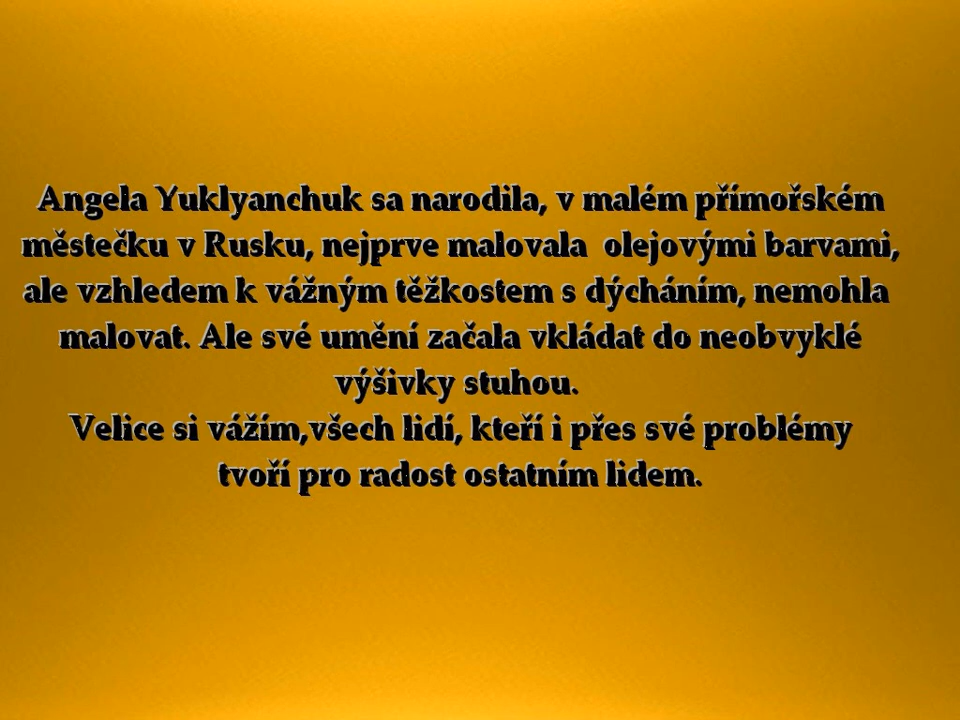 Angela Yuklyanchuk sa narodila, v malém přímořském
městečku v Rusku, nejprve malovala  olejovými barvami,
ale vzhledem k vážným těžkostem s dýcháním, nemohla
malovat. Ale své umění začala vkládat do neobvyklé
výšivky stuhou.
Velice si vážím,všech lidí, kteří i přes své problémy
tvoří pro radost ostatním lidem.